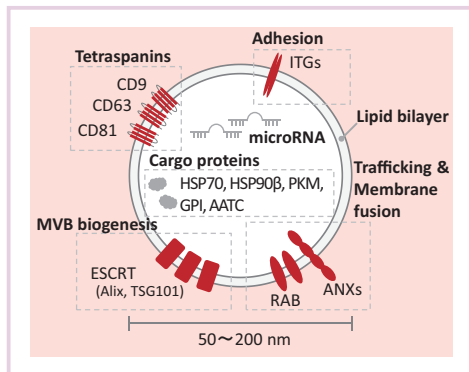 Tetraspanins
CD9
CD63
CD81
Adhesion
ITGs
microRNA
Lipid bilayer
Cargo proteins
HSP70, HSP90β, PKM,
GPI, AATC
Trafficking &
Membrane
fusion
MVB biogenesis
ESCRT
(Alix, TSG101)
RAB
ANXs
50～200 nm